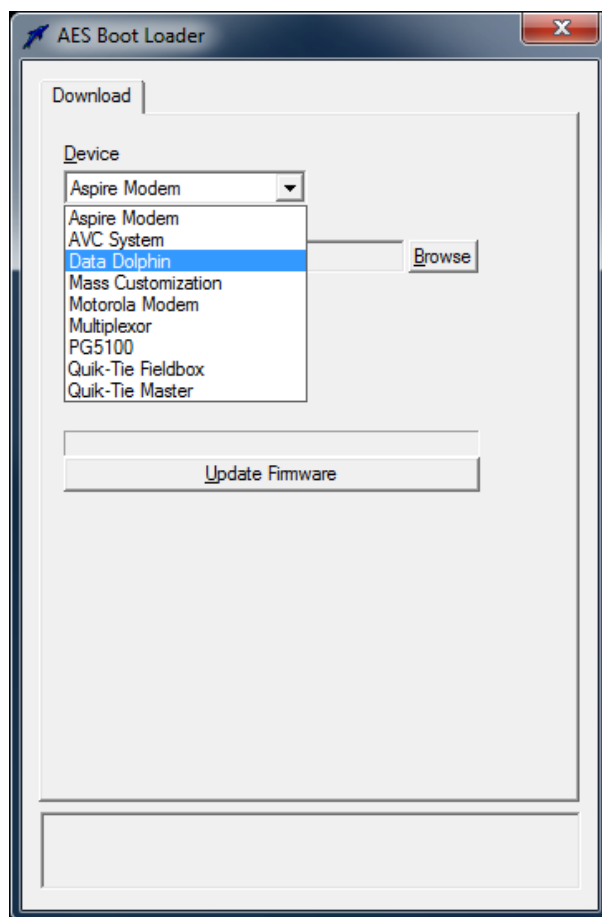 AES Boot Loader
Download
Device
Aspire Modem
Aspire Modem
AVC System
Data Dolphin
Browse
Mass Customization
Motorola Modem
Multiplexor
PG5100
Quik-Tie Fieldbox
Quik-Tie Master
Update Firmware